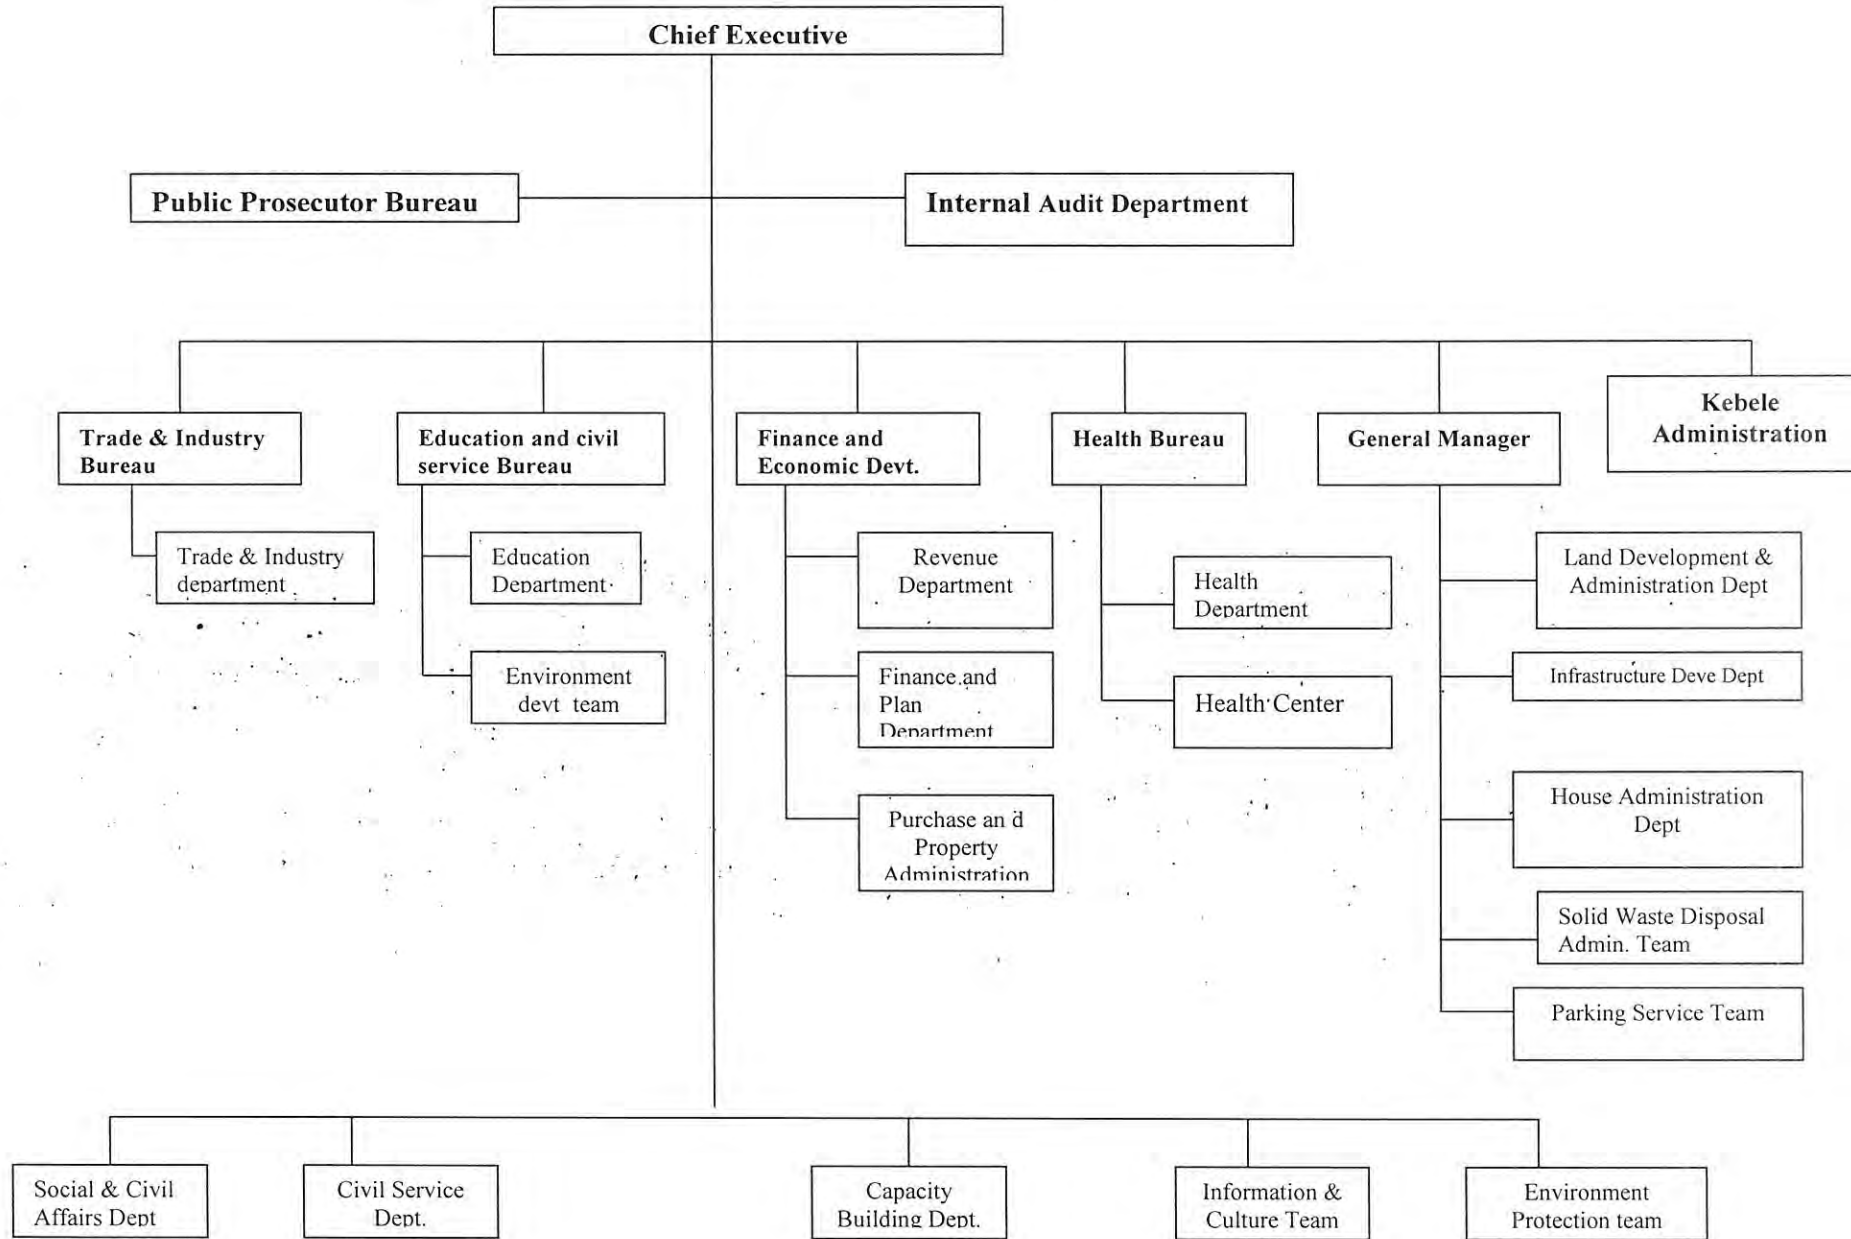 Chief Executive
Public Prosecutor Bureau
Internal Audit Department
Trade & Industry
Bureau
Education and civil
service Bureau
Finance and
Economic Devt.
Health Bureau
General Manager
Kebele
Administration
Trade & Industry
department
Education
Department
Environment
devt team
Revenue
Department
Finance and
Plan
Department
Purchase an d
Property
Administration
Health
Department
Health Center
Land Development &
Administration Dept
Infrastructure Deve Dept
House Administration
Dept
Solid Waste Disposal
Admin. Team
Parking Service Team
Social & Civil
Affairs Dept
Civil Service
Dept.
Capacity
Building Dept.
Information &
Culture Team
Environment
Protection team